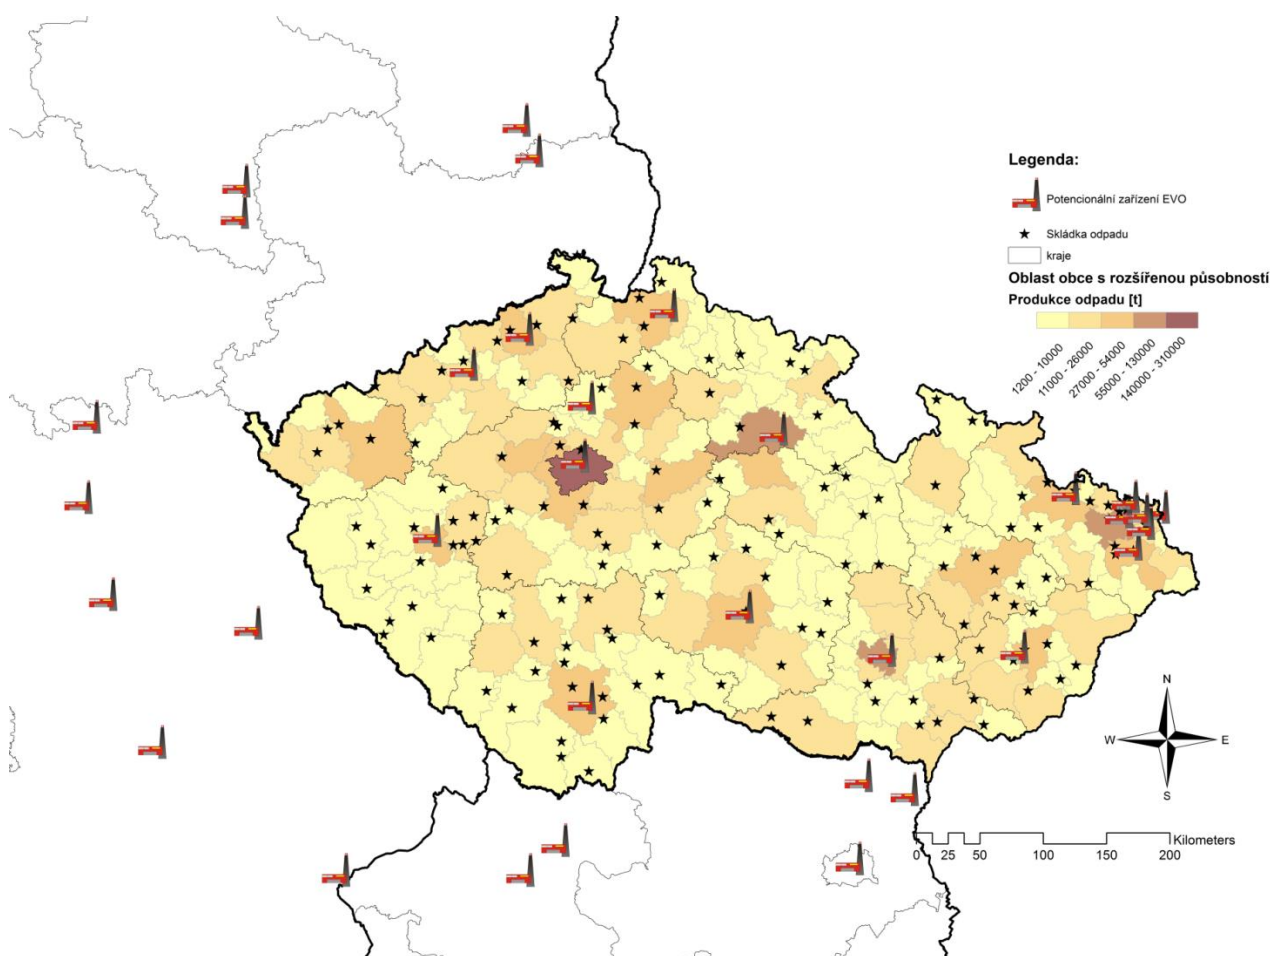 Legenda:
Potencionální zařízení EVO
Skládka odpadu
kraje
Oblast obce s rozšířenou působností
Produkce odpadu [t]
1200 - 10000
11000 - 26000
27000 - 54000
55000 - 130000
140000 - 310000
N
W E
S
Kilometers
0 25 50 100 150 200